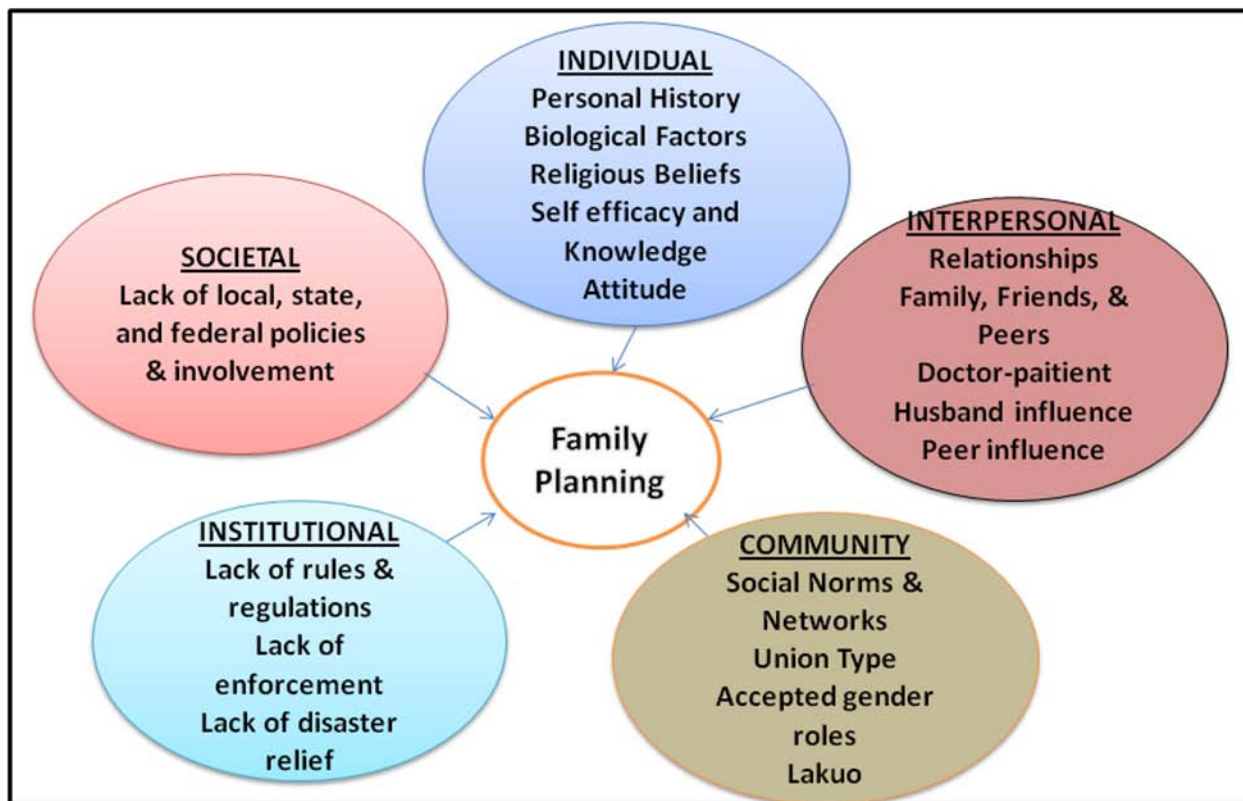 INDIVIDUAL
Personal History
Biological Factors
Religious Beliefs
Self efficacy and
Knowledge
Attitude
INTERPERSONAL
Relationships
Family, Friends, &
Peers
Doctor-paitient
Husband influence
Peer influence
COMMUNITY
Social Norms &
Networks
Union Type
Accepted gender
roles
Lakuo
INSTITUTIONAL
Lack of rules &
regulations
Lack of
enforcement
Lack of disaster
relief
SOCIETAL
Lack of local, state,
and federal policies
& involvement
Family
Planning